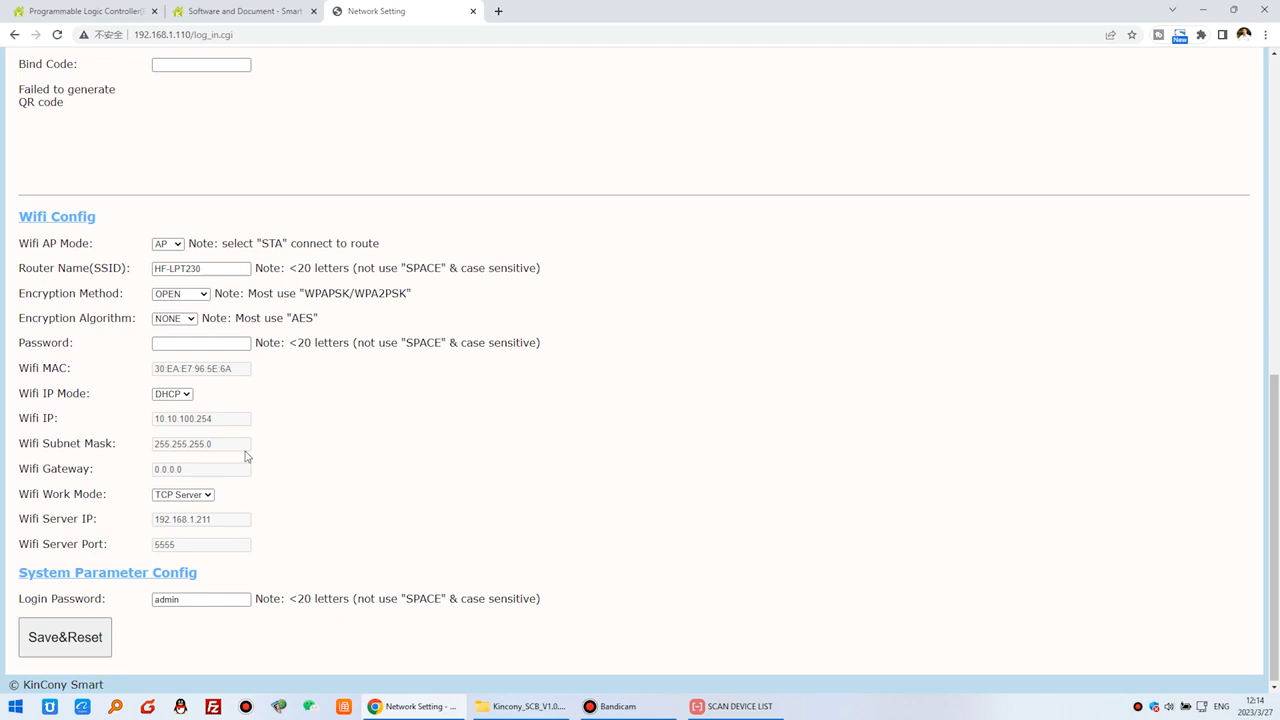 Programmable Logic Controller(P
Software and Document - Smart
Network Setting
不安全 192.168.1.110/log_in.cgi
New
Bind Code:
Failed to generate
QR code
Wifi Config
Wifi AP Mode: AP Note: select "STA" connect to route
Router Name(SSID): HF-LPT230 Note: <20 letters (not use "SPACE" & case sensitive)
Encryption Method: OPEN Note: Most use "WPAPSK/WPA2PSK"
Encryption Algorithm: NONE Note: Most use "AES"
Password: Note: <20 letters (not use "SPACE" & case sensitive)
Wifi MAC: 30:EA:E7:96:5E:6A
Wifi IP Mode: DHCP
Wifi IP: 10.10.100.254
Wifi Subnet Mask: 255.255.255.0
Wifi Gateway: 0.0.0.0
Wifi Work Mode: TCP Server
Wifi Server IP: 192.168.1.211
Wifi Server Port: 5555
System Parameter Config
Login Password: admin Note: <20 letters (not use "SPACE" & case sensitive)
Save&Reset
© KinCony Smart
Network Setting - ... Kincony_SCB_V1.0.... Bandicam SCAN DEVICE LIST ENG
12:14
2023/3/27